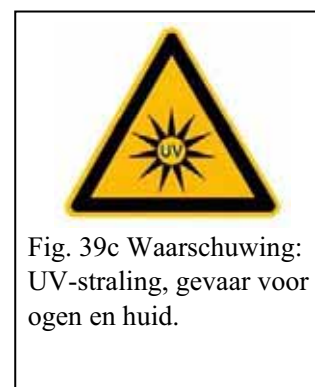 UV
Fig. 39c Waarschuwing:
UV-straling, gevaar voor
ogen en huid.